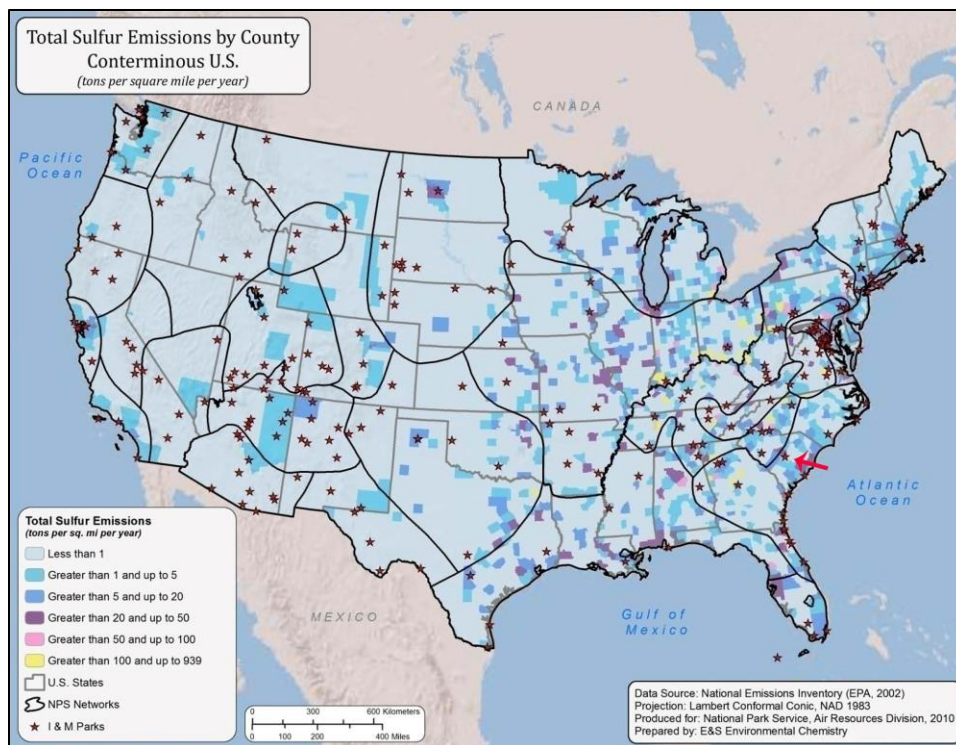 Total Sulfur Emissions by County
Conterminous U.S.
(tons per square mile per year)
CANADA
Pacific
Ocean
Atlantic
Ocean
Gulf of
Mexico
MEXICO
Total Sulfur Emissions
(tons per sq. mi per year)
Less than 1
Greater than 1 and up to 5
Greater than 5 and up to 20
Greater than 20 and up to 50
Greater than 50 and up to 100
Greater than 100 and up to 939
U.S. States
NPS Networks
I & M Parks
0 300 600 Kilometers
0 100 200 400 Miles
Data Source: National Emissions Inventory (EPA, 2002)
Projection: Lambert Conformal Conic, NAD 1983
Produced for: National Park Service, Air Resources Division, 2010
Prepared by: E&S Environmental Chemistry